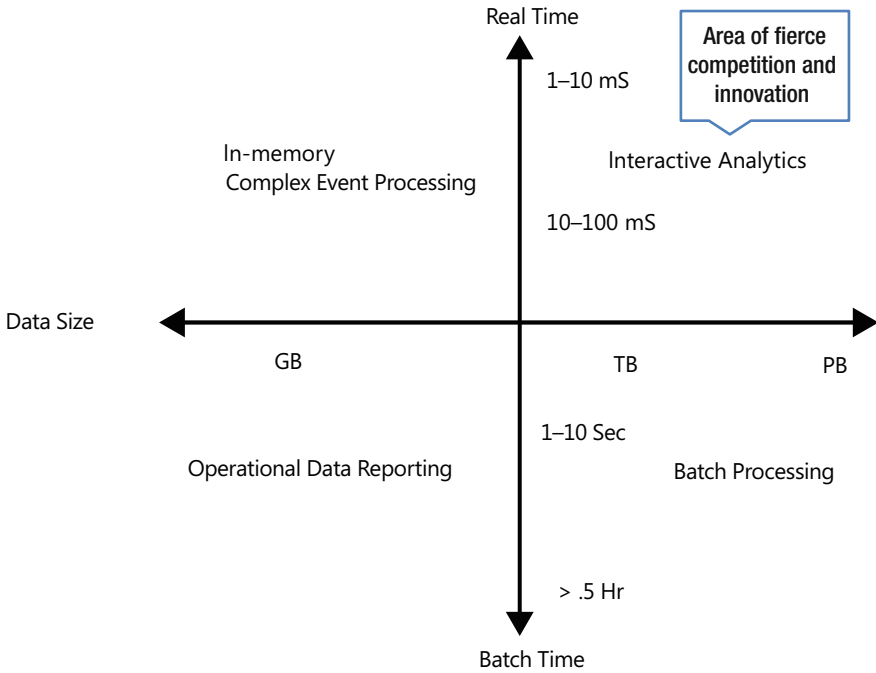 Real Time
Area of fierce
competition and
innovation
1–10 mS
In-memory
Complex Event Processing
Interactive Analytics
10–100 mS
Data Size
GB
TB
PB
1–10 Sec
Operational Data Reporting
Batch Processing
> .5 Hr
Batch Time